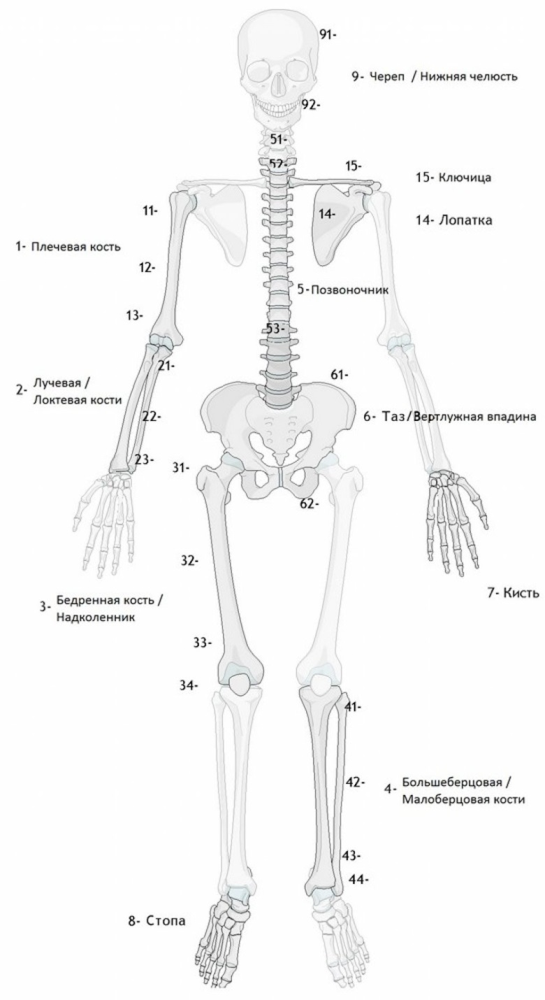 91-
9- Череп / Нижняя челюсть
92-
51-
52-
15-
15- Ключица
11-
14-
14- Лопатка
1- Плечевая кость
12-
5-Позвоночник
13-
53-
21-
61-
2- Лучевая /
Локтевая кости
22-
6- Таз/Вертлужная впадина
23-
31-
62-
32-
7- Кисть
3- Бедренная кость /
Надколенник
33-
34-
41-
42-
4- Большеберцовая /
Малоберцовая кости
43-
44-
8- Стопа